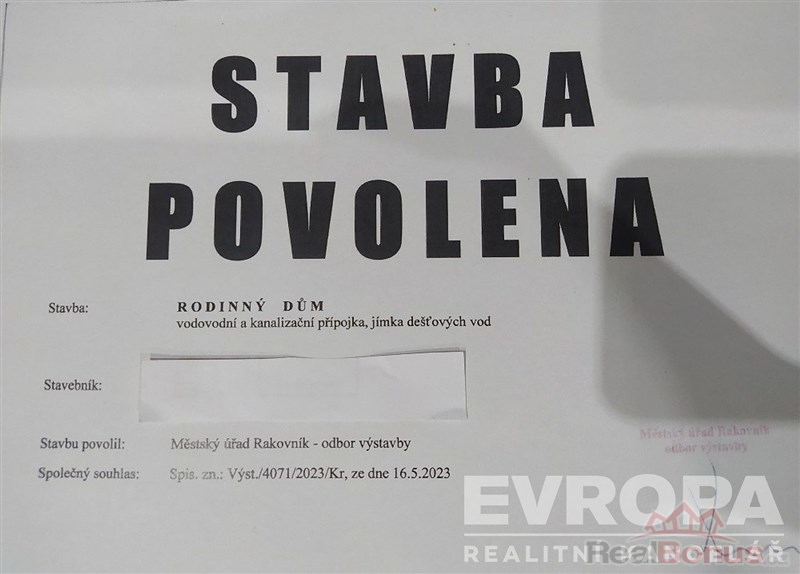 STAVBA
POVOLENA
Stavba: RODINNÝ DŮM
vodovodní a kanalizační přípojka, jímka dešťových vod
Stavebník:
Stavbu povolil: Městský úřad Rakovník - odbor výstavby
Společný souhlas: Spis. zn.: Výst./4071/2023/Kr, ze dne 16.5.2023
Městský úřad Rakovník
odbor výstavby
EVROPA
REALITNÍ KANCELÁŘ
RealBonus